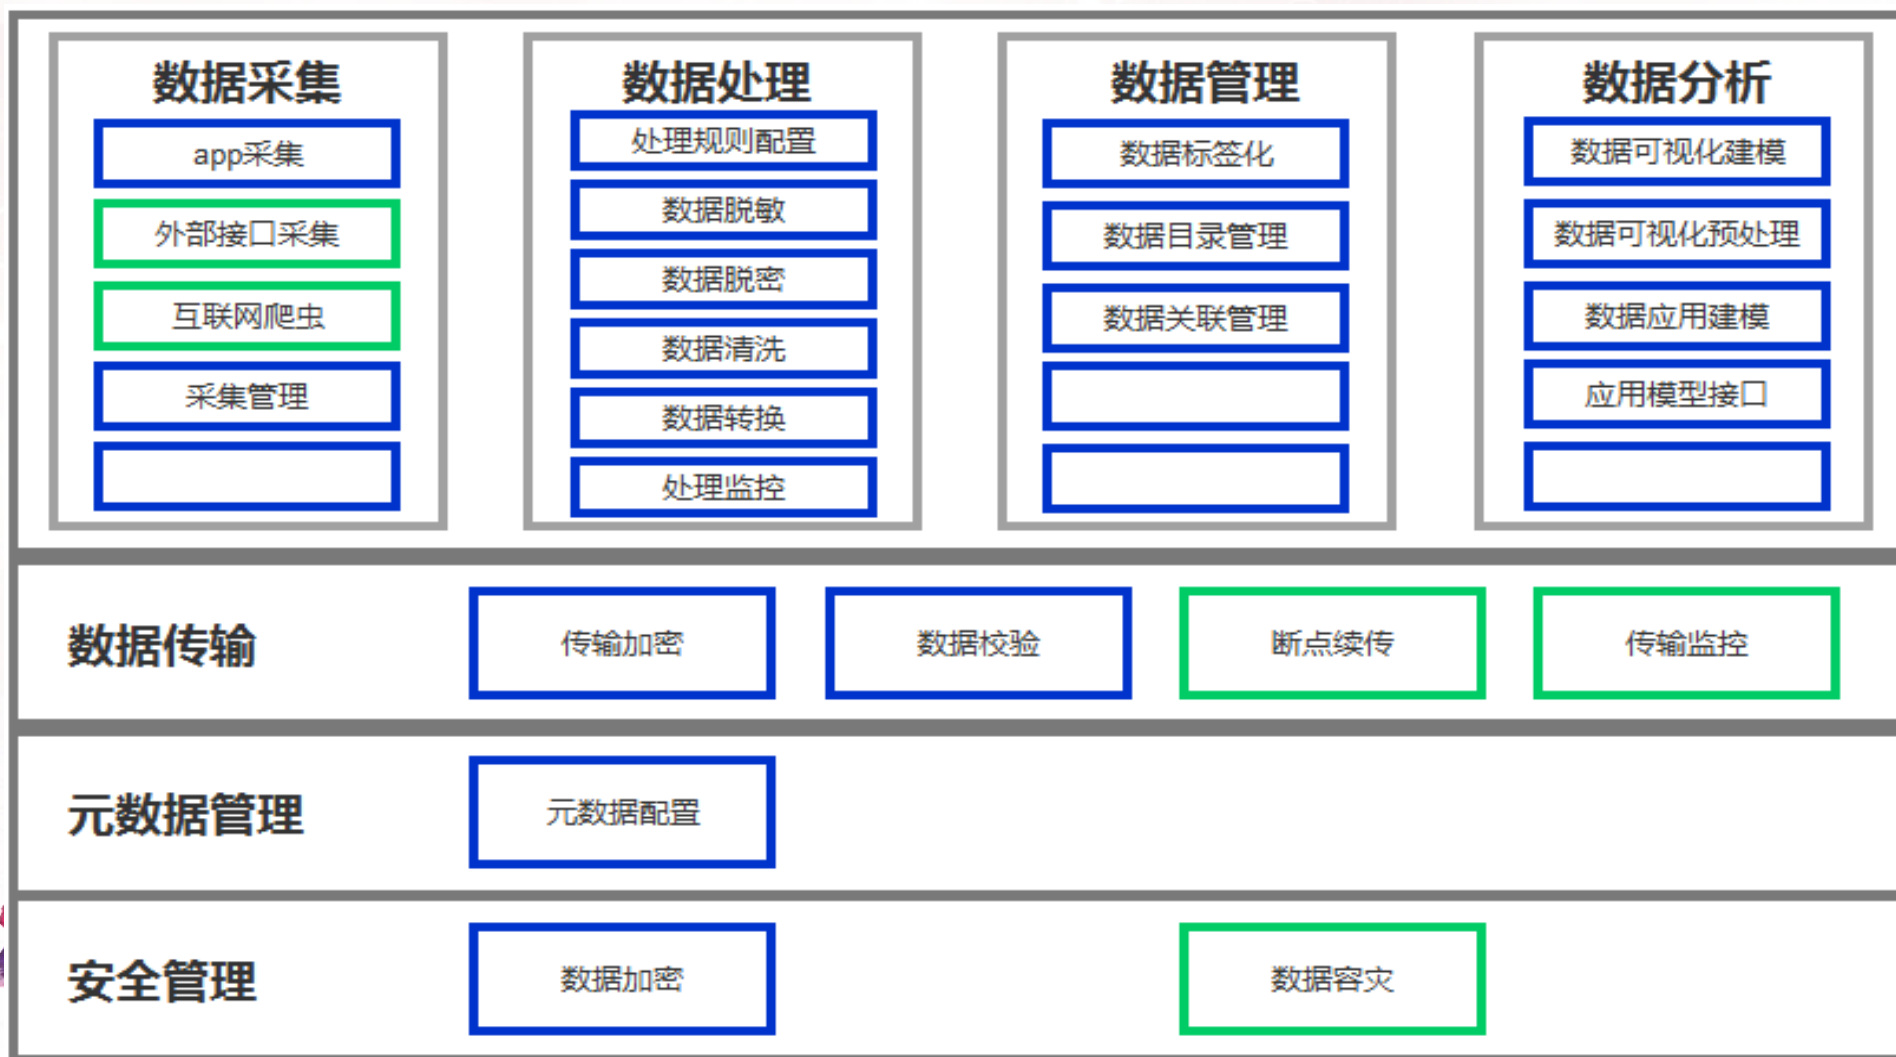 数据采集
app采集
外部接口采集
互联网爬虫
采集管理
数据处理
处理规则配置
数据脱敏
数据脱密
数据清洗
数据转换
处理监控
数据管理
数据标签化
数据目录管理
数据关联管理
数据分析
数据可视化建模
数据可视化预处理
数据应用建模
应用模型接口
数据传输
传输加密
数据校验
断点续传
传输监控
元数据管理
元数据配置
安全管理
数据加密
数据容灾